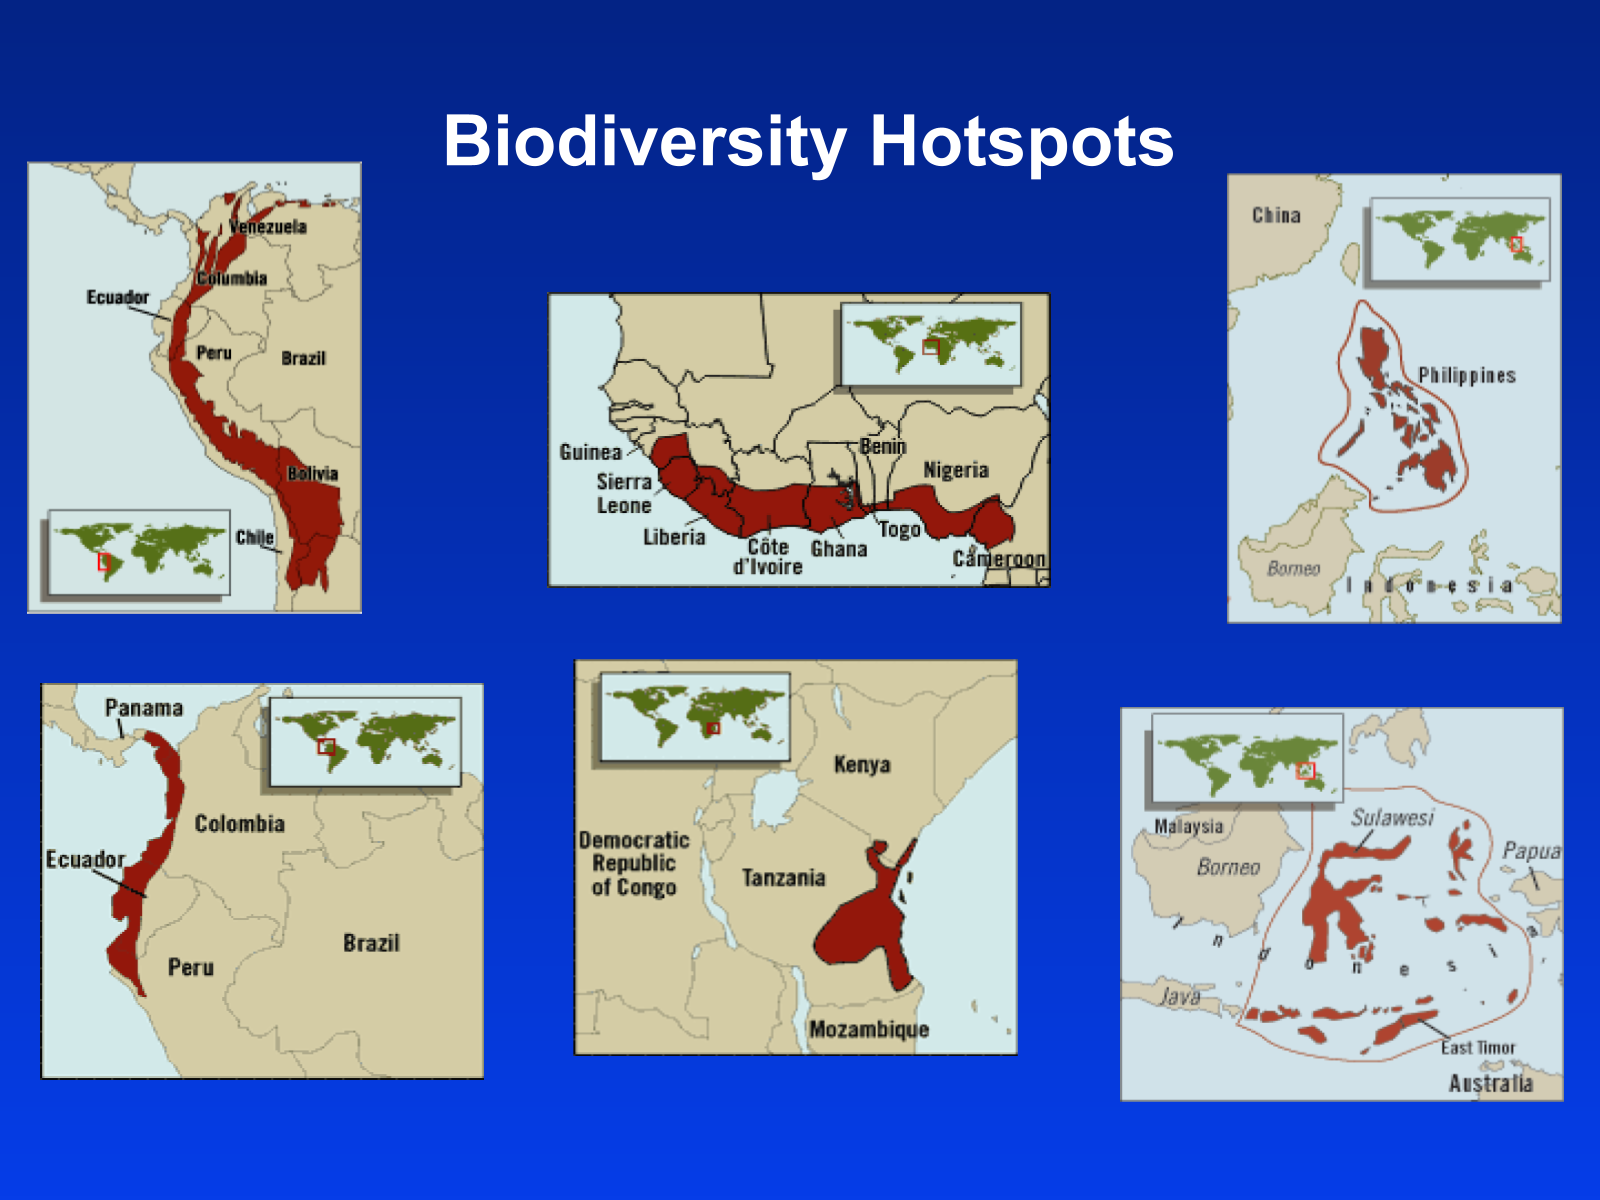 Biodiversity Hotspots
Venezuela
Columbia
Ecuador
Peru
Brazil
Bolivia
Chile
Guinea
Sierra
Leone
Liberia
Côte
d'Ivoire
Ghana
Togo
Benin
Nigeria
Cameroon
China
Philippines
Borneo
Indonesia
Panama
Colombia
Ecuador
Peru
Brazil
Kenya
Democratic
Republic
of Congo
Tanzania
Mozambique
Malaysia
Sulawesi
Borneo
Papua
Indonesia
Java
East Timor
Australia